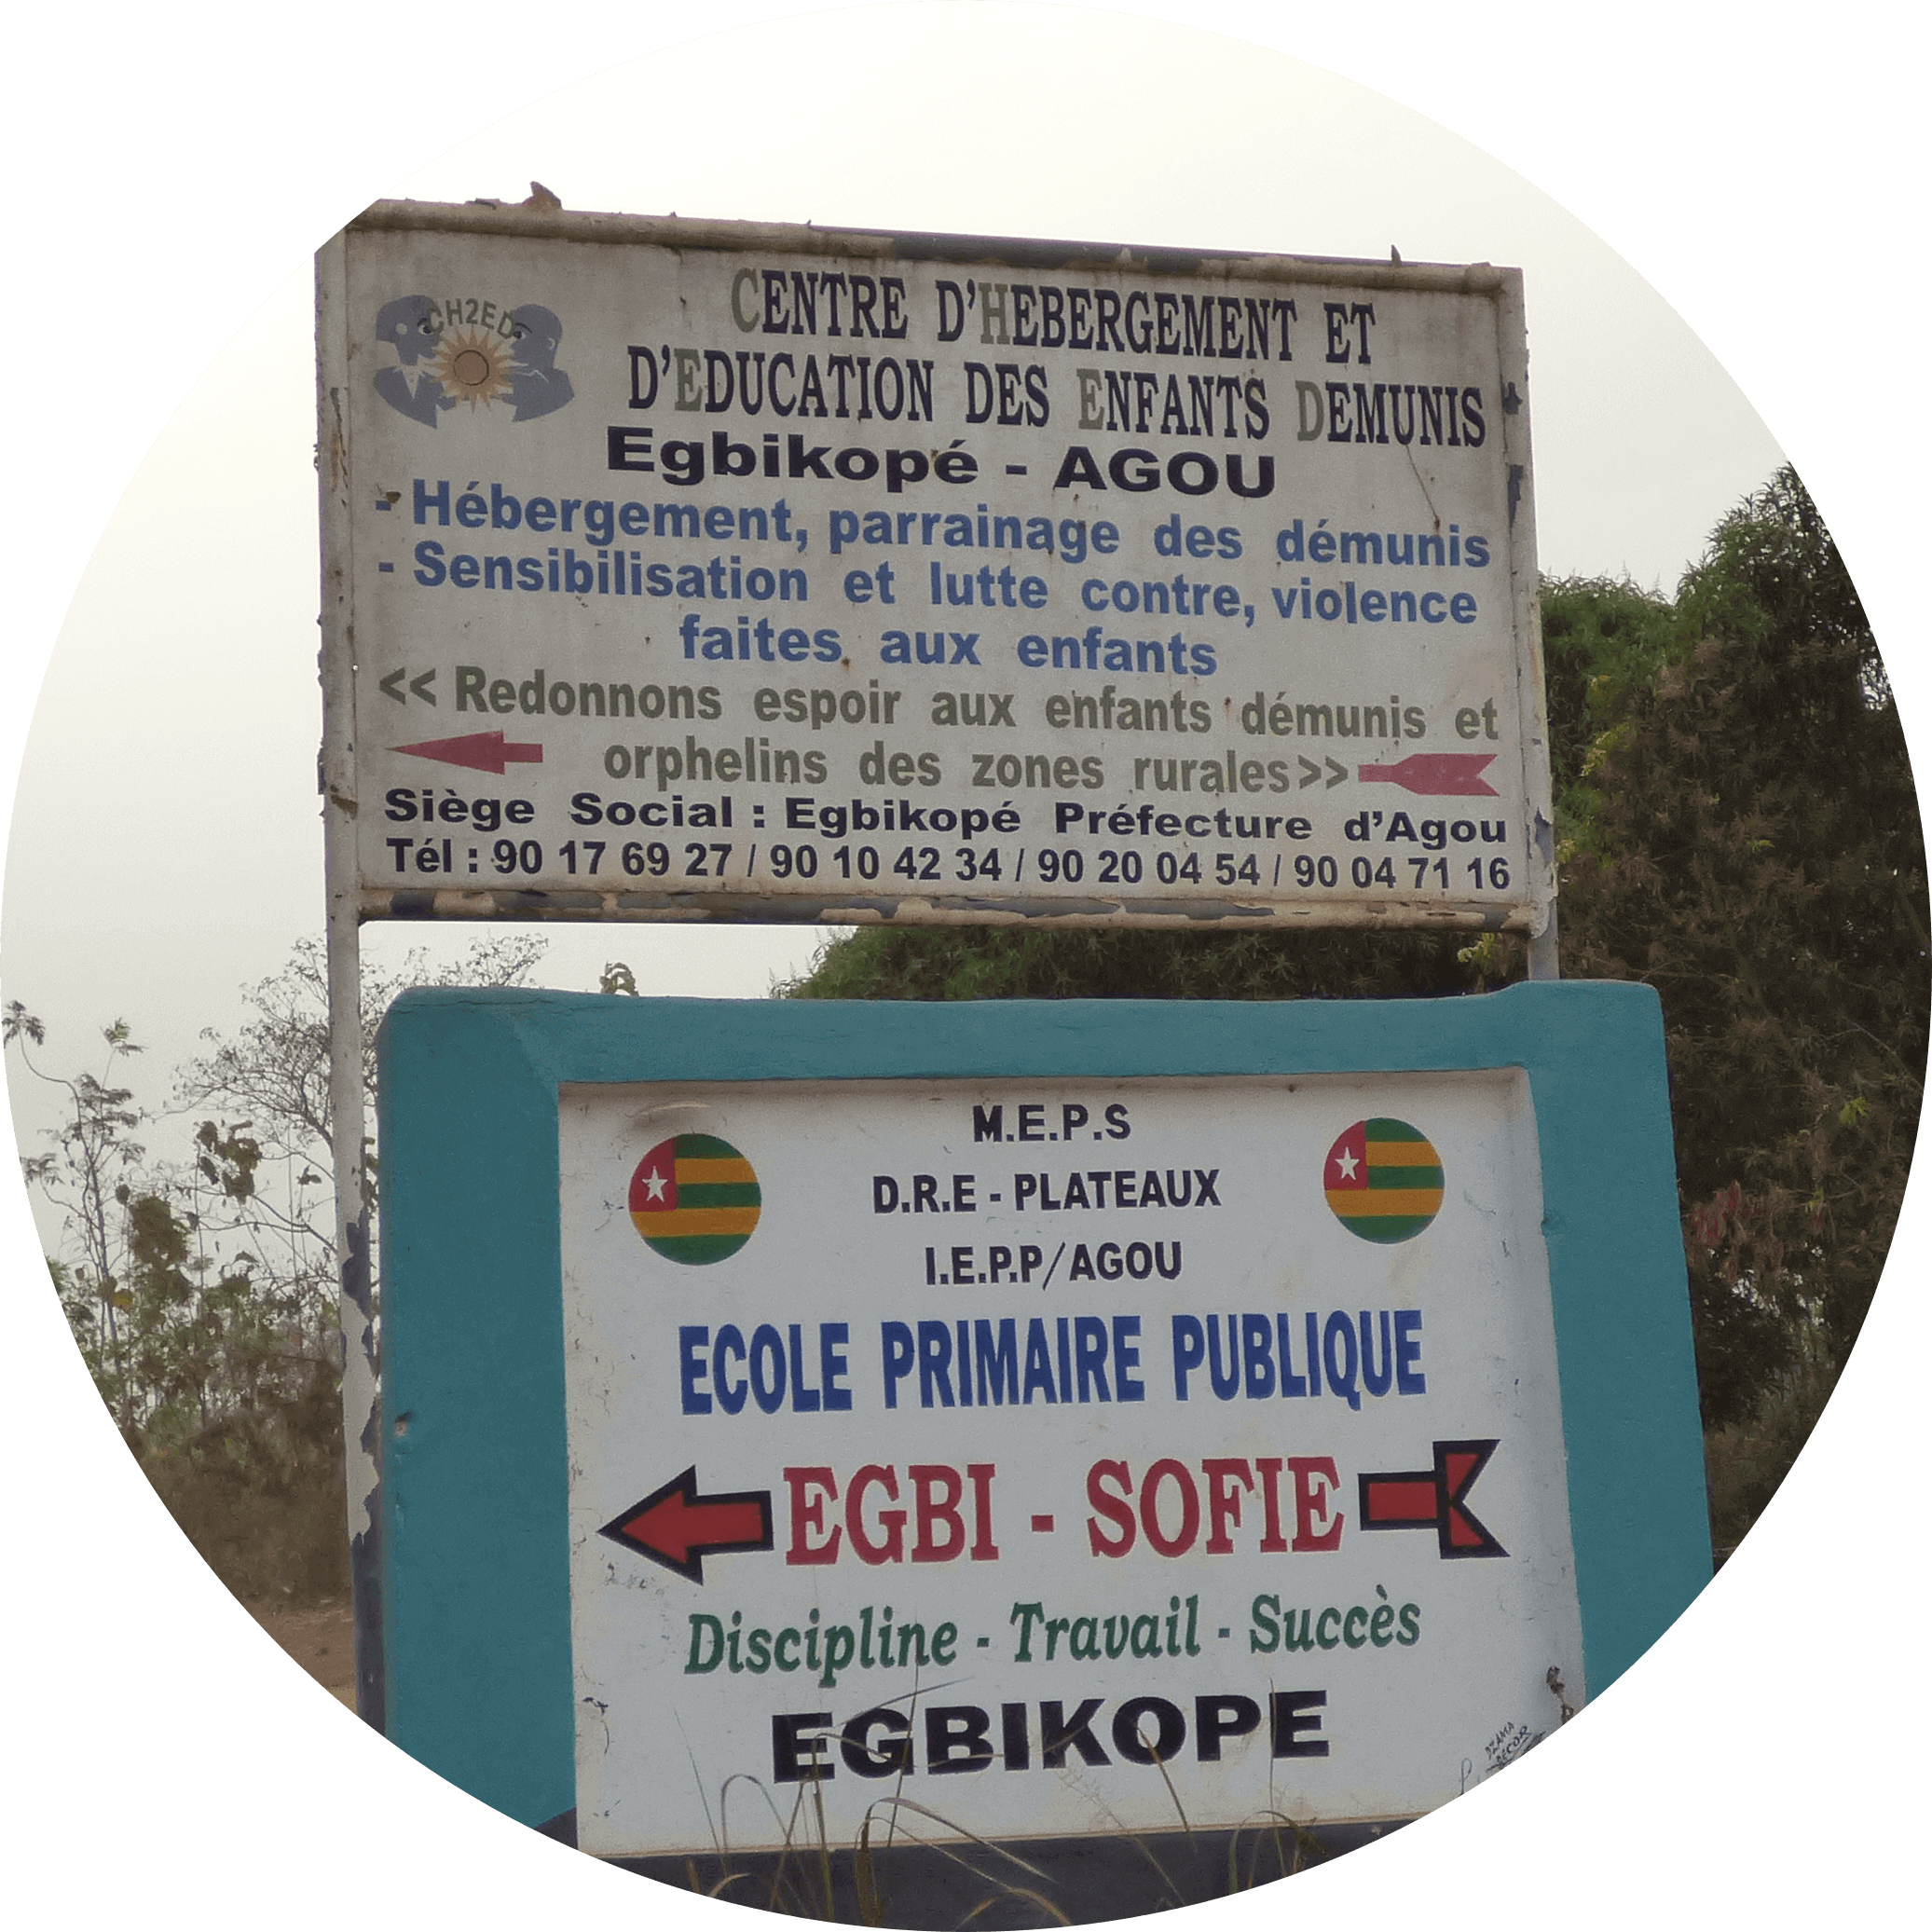 CH2ED
CENTRE D'HEBERGEMENT ET
D'EDUCATION DES ENFANTS DEMUNIS
Egbikopé - AGOU
- Hébergement, parrainage des démunis
- Sensibilisation et lutte contre, violence
faites aux enfants
<< Redonnons espoir aux enfants démunis et
orphelins des zones rurales>>
Siège Social : Egbikopé Préfecture d'Agou
Tél : 90 17 69 27 / 90 10 42 34 / 90 20 04 54 / 90 04 71 16
M.E.P.S
D.R.E - PLATEAUX
I.E.P.P/AGOU
ECOLE PRIMAIRE PUBLIQUE
EGBI - SOFIE
Discipline - Travail - Succès
EGBIKOPE
DZAMA
DECOR